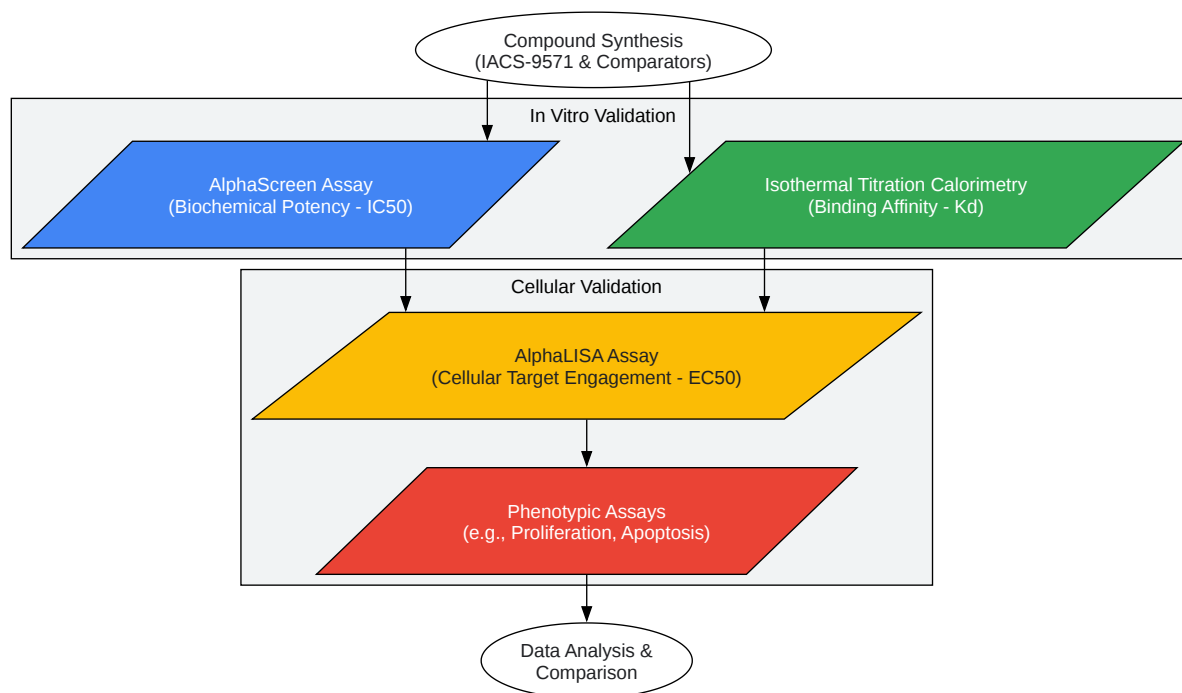 Compound Synthesis
(IACS-9571 & Comparators)
In Vitro Validation
AlphaScreen Assay
(Biochemical Potency - IC50)
Isothermal Titration Calorimetry
(Binding Affinity - Kd)
Cellular Validation
AlphaLISA Assay
(Cellular Target Engagement - EC50)
Phenotypic Assays
(e.g., Proliferation, Apoptosis)
Data Analysis &
Comparison